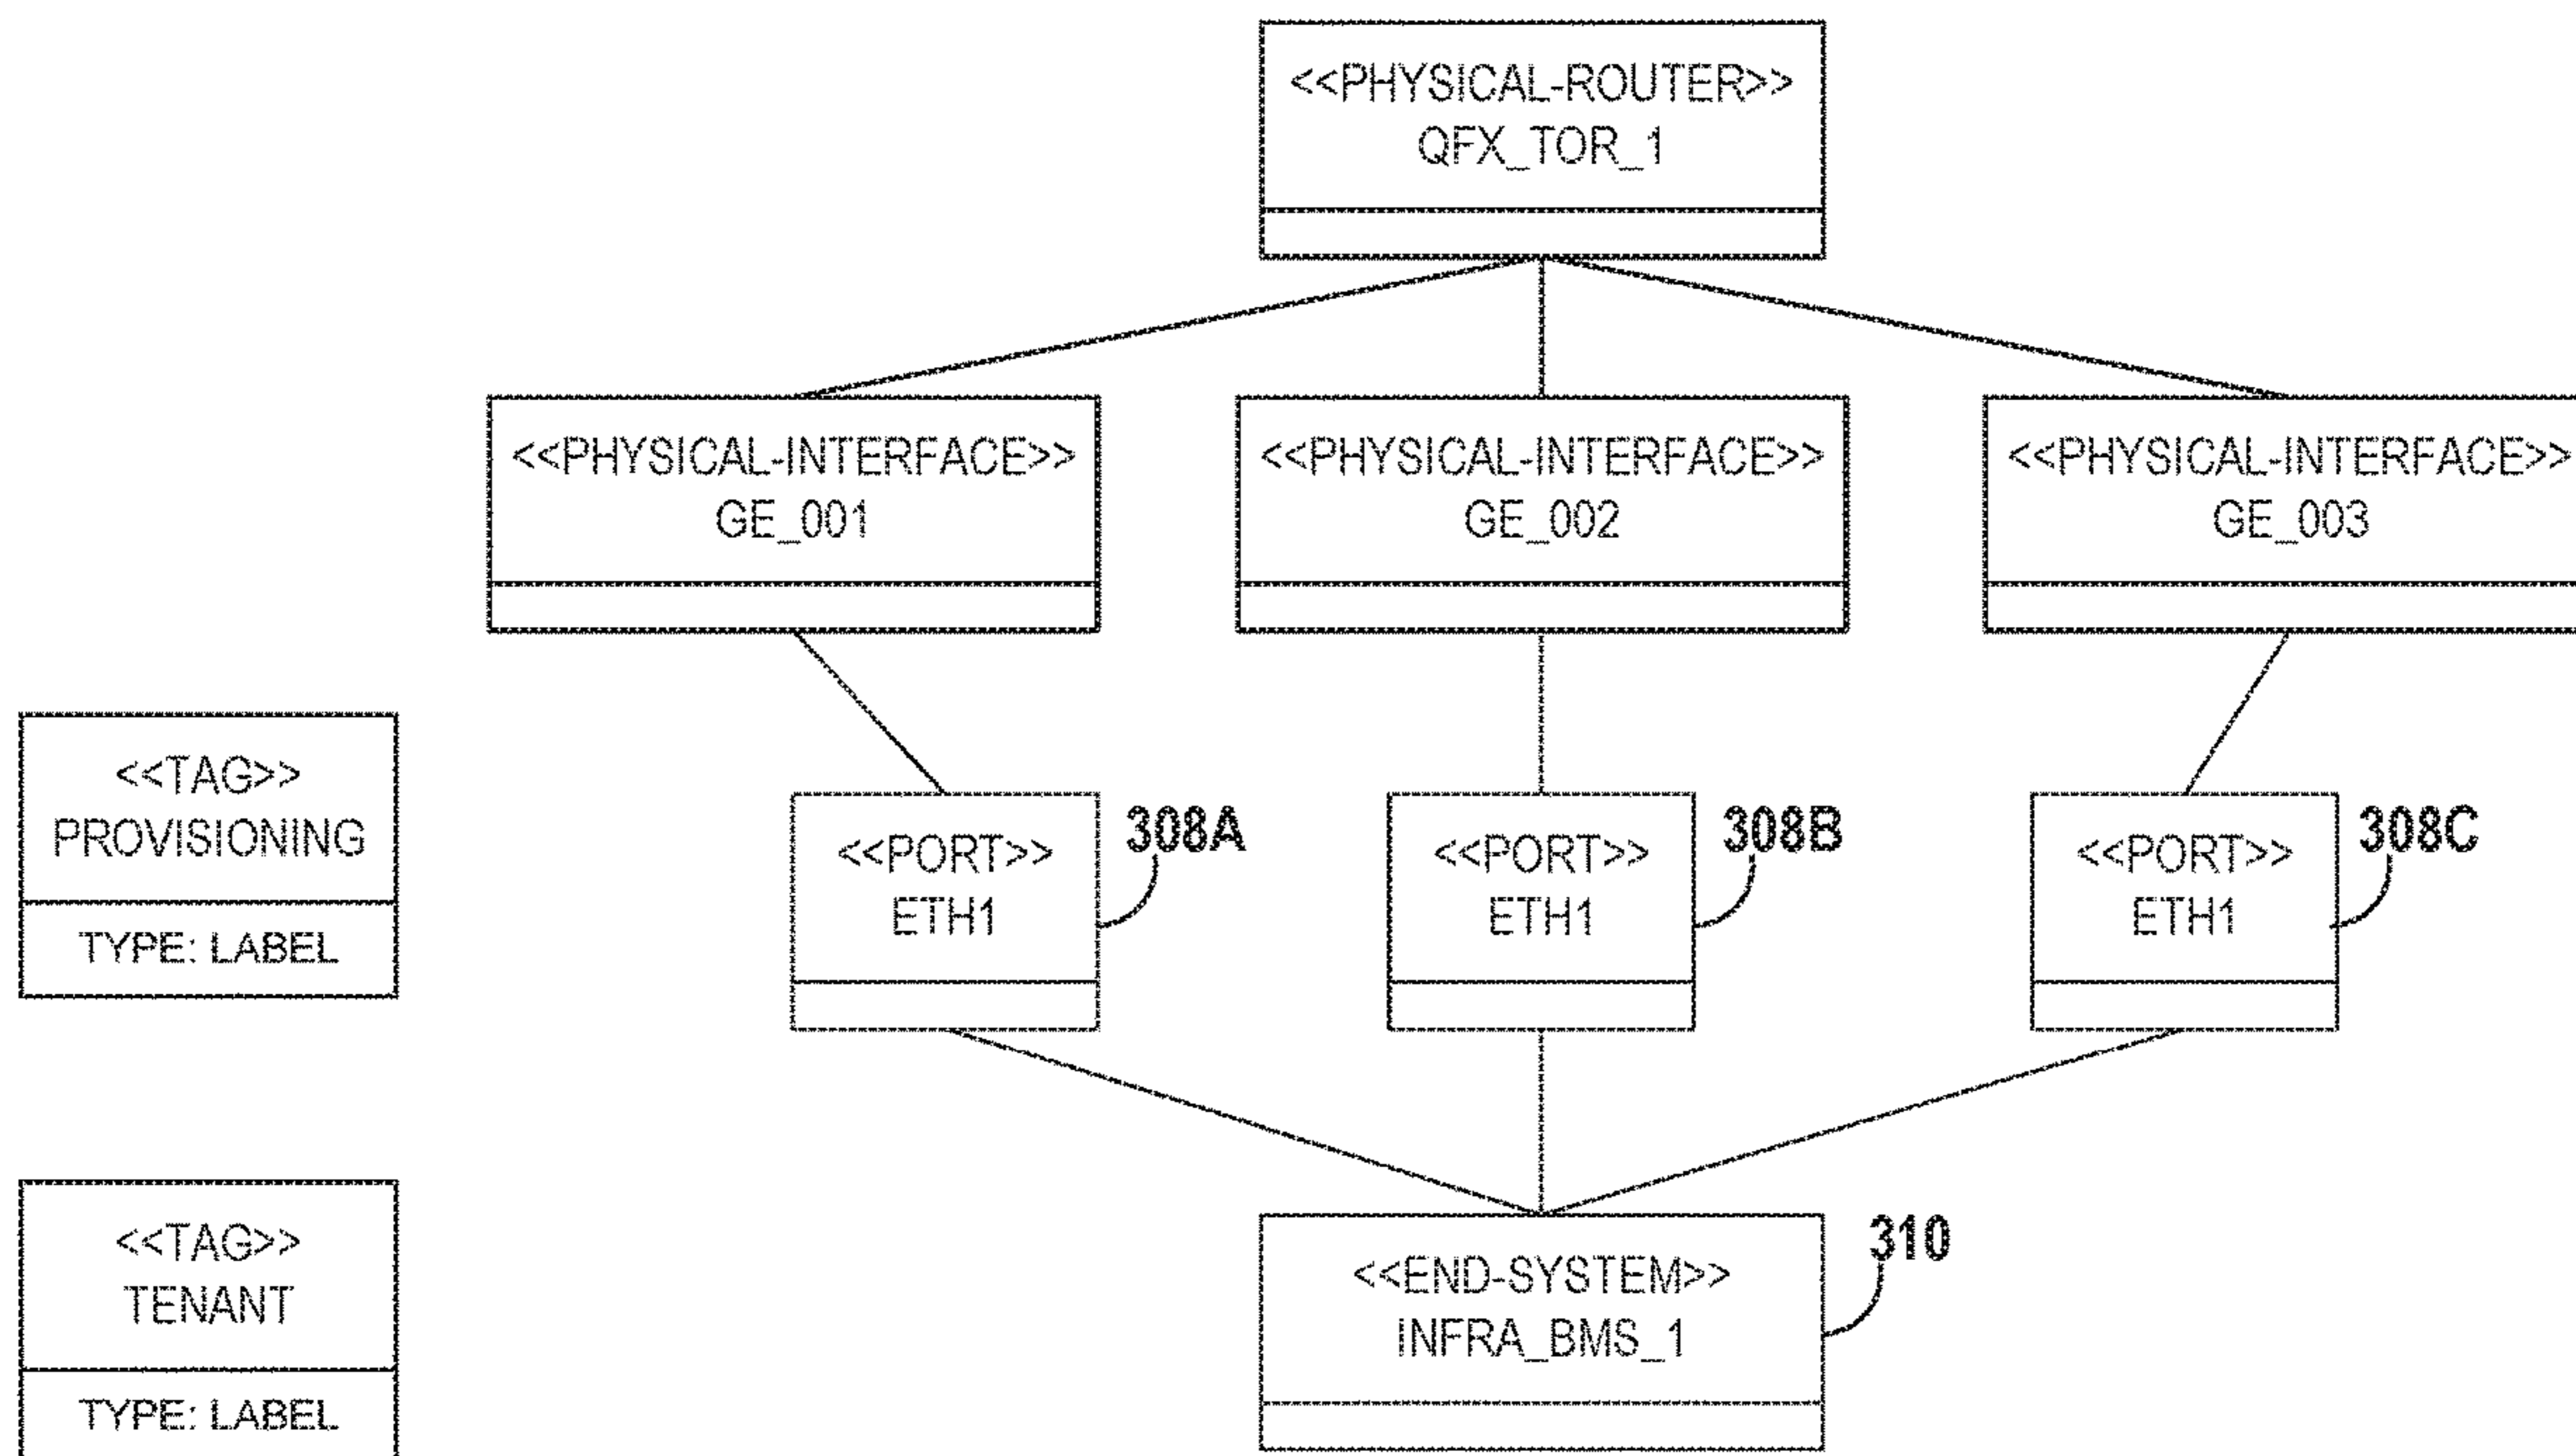 <<PHYSICAL-ROUTER>>
QFX_TOR_1
<<PHYSICAL-INTERFACE>>
GE_001
<<PHYSICAL-INTERFACE>>
GE_002
<<PHYSICAL-INTERFACE>>
GE_003
<<TAG>>
PROVISIONING
TYPE: LABEL
<<PORT>>
ETH1
308A
<<PORT>>
ETH1
308B
<<PORT>>
ETH1
308C
<<TAG>>
TENANT
TYPE: LABEL
<<END-SYSTEM>>
INFRA_BMS_1
310